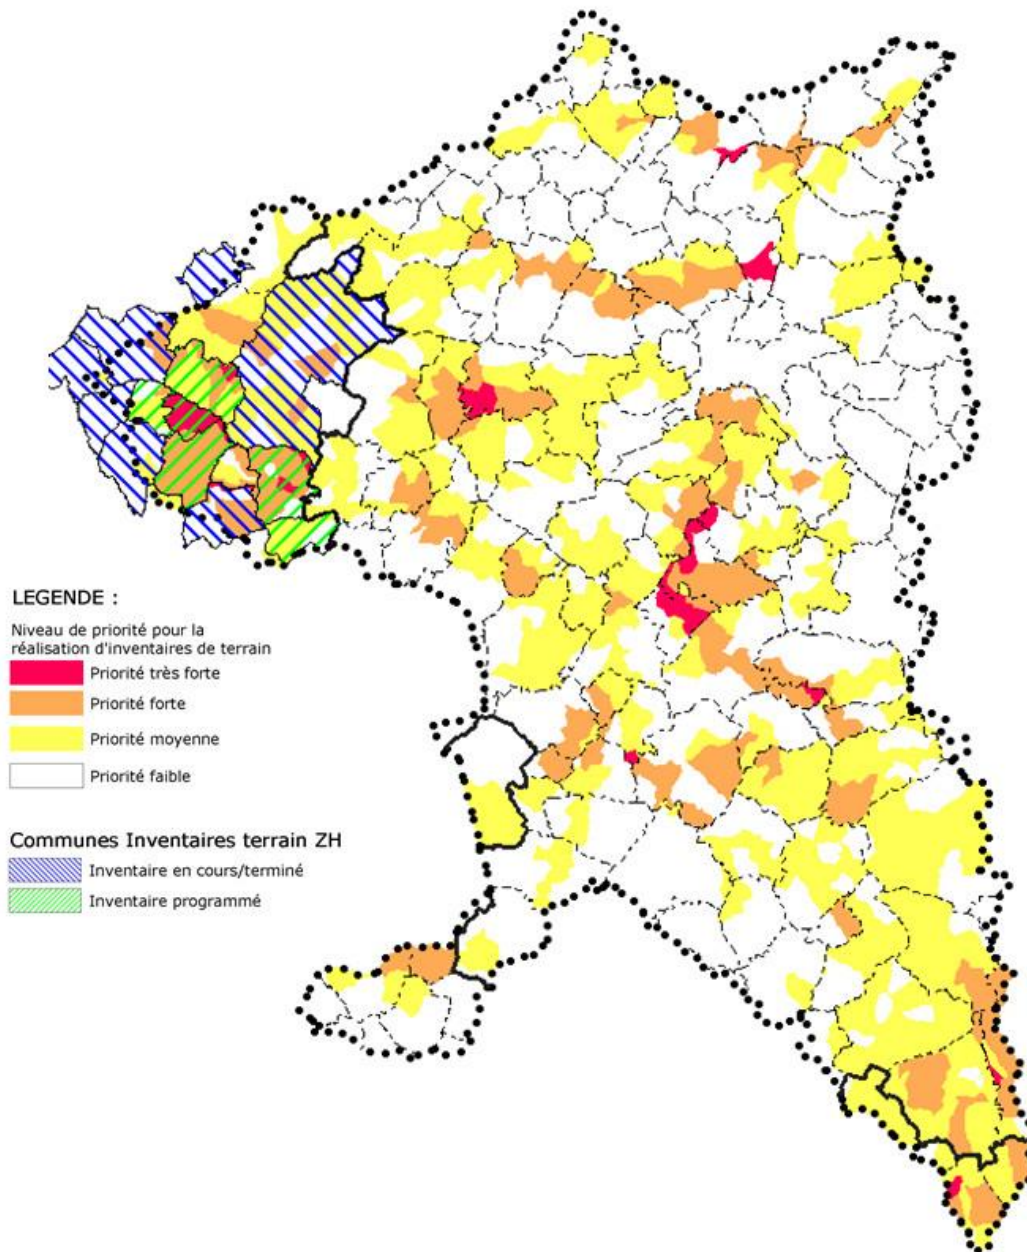 LEGENDE :
Niveau de priorité pour la
réalisation d'inventaires de terrain
Priorité très forte
Priorité forte
Priorité moyenne
Priorité faible
Communes Inventaires terrain ZH
Inventaire en cours/terminé
Inventaire programmé